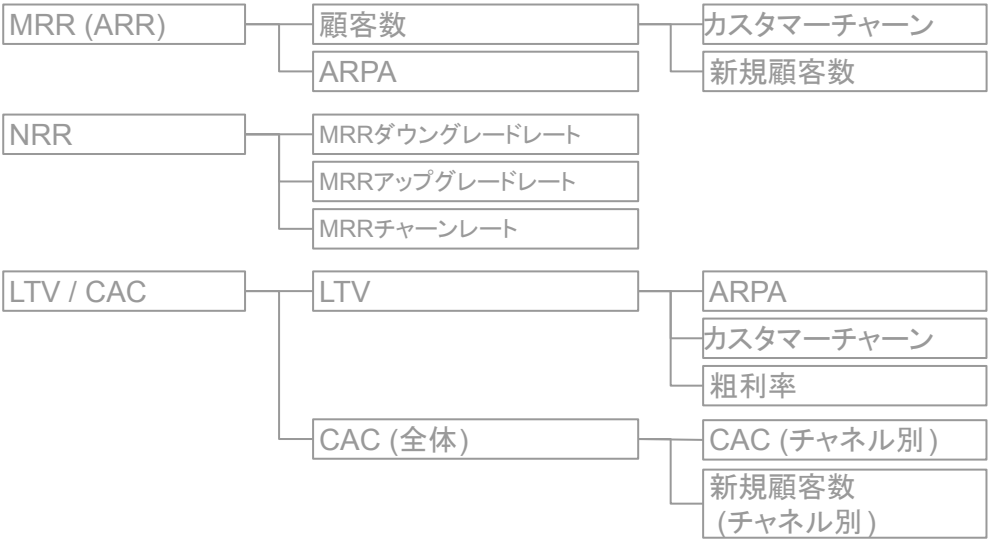 MRR (ARR)
顧客数
カスタマーチャーン
ARPA
新規顧客数
NRR
MRRダウングレードレート
MRRアップグレードレート
MRRチャーンレート
LTV / CAC
LTV
ARPA
カスタマーチャーン
粗利率
CAC (全体)
CAC (チャネル別)
新規顧客数
(チャネル別)